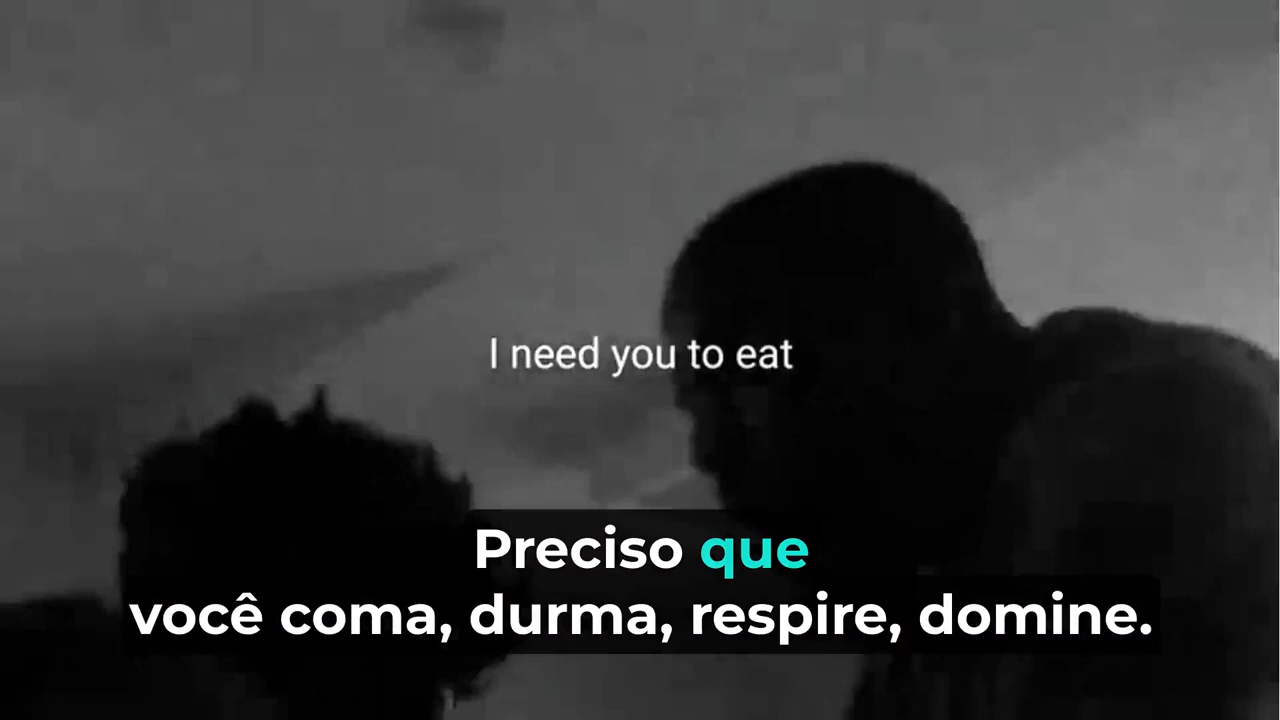 I need you to eat
Preciso que
você coma, durma, respire, domine.